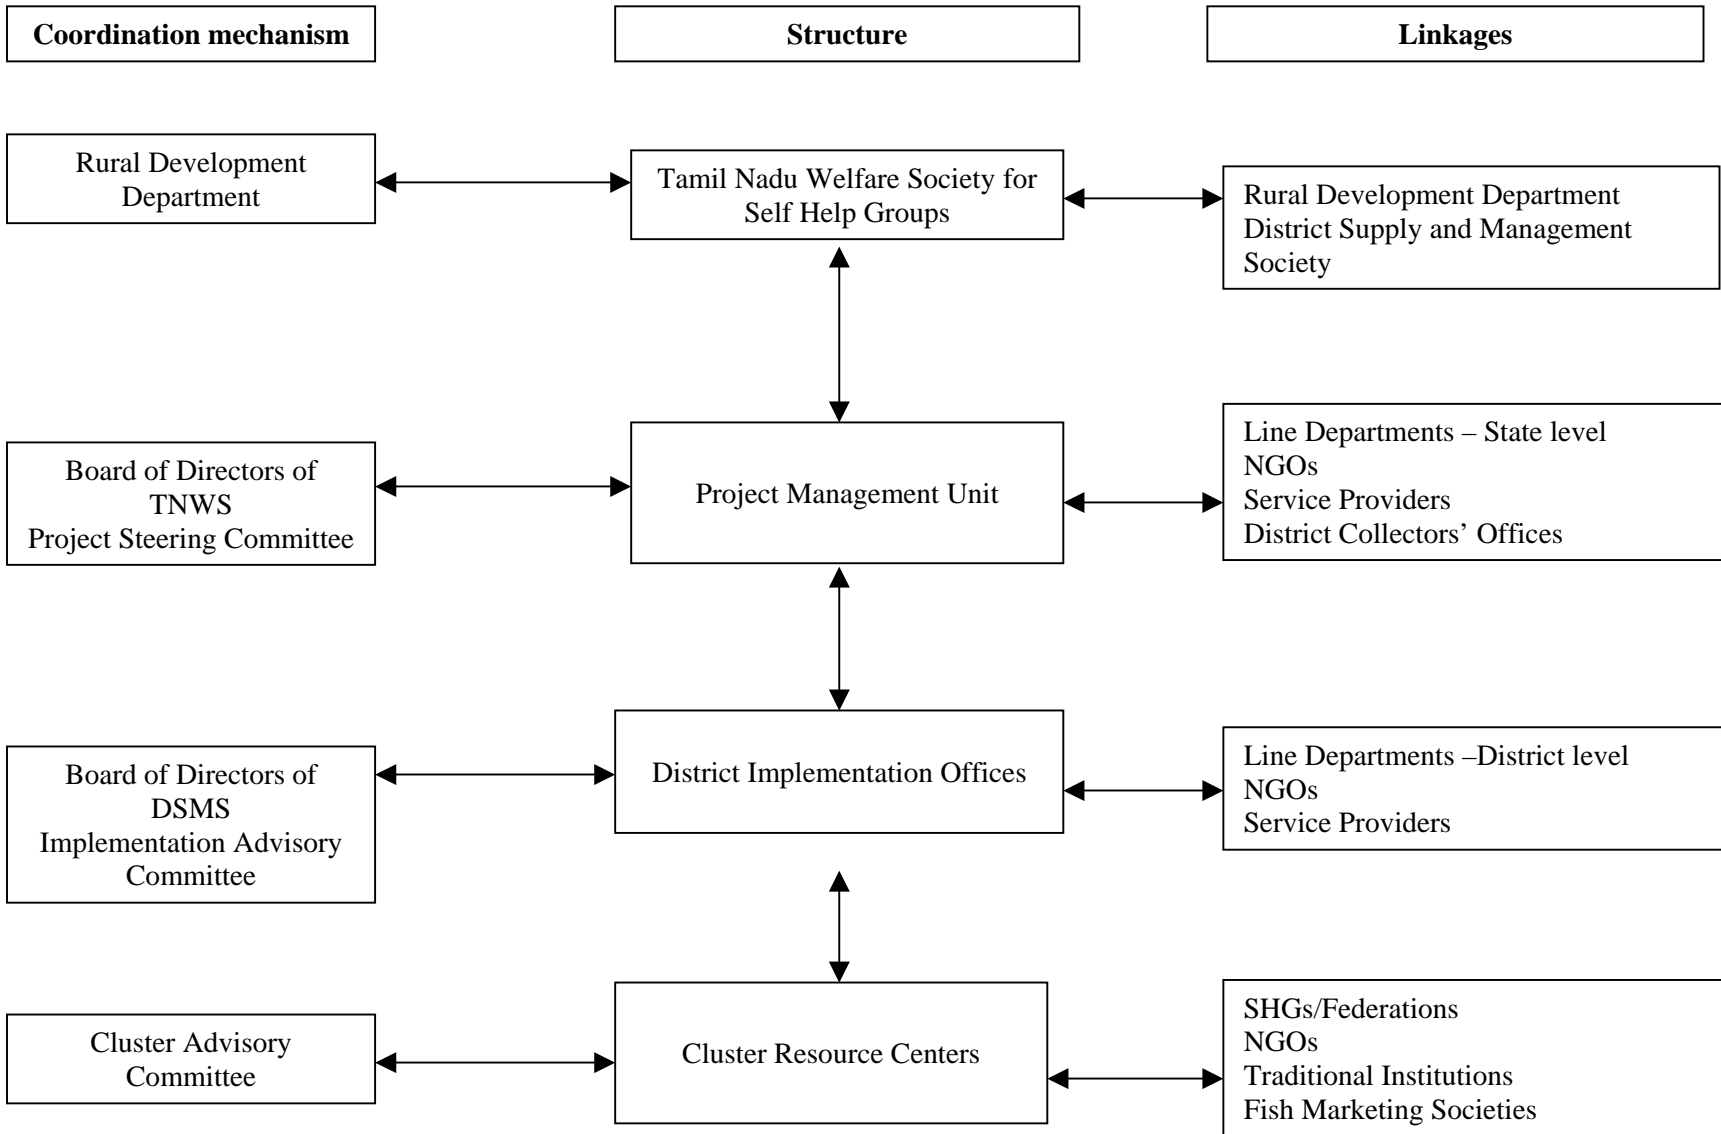 Coordination mechanism
Structure
Linkages
Rural Development
Department
Tamil Nadu Welfare Society for
Self Help Groups
Rural Development Department
District Supply and Management
Society
Board of Directors of
TNWS
Project Steering Committee
Project Management Unit
Line Departments – State level
NGOs
Service Providers
District Collectors’ Offices
Board of Directors of
DSMS
Implementation Advisory
Committee
District Implementation Offices
Line Departments –District level
NGOs
Service Providers
Cluster Advisory
Committee
Cluster Resource Centers
SHGs/Federations
NGOs
Traditional Institutions
Fish Marketing Societies